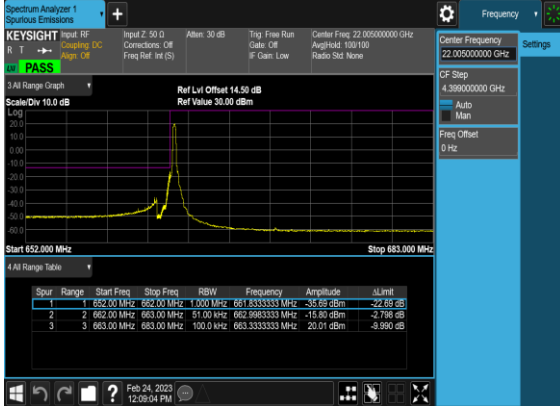 Spectrum Analyzer 1
Spurious Emissions
+
Frequency
Settings
KEYSIGHT
R T
LXI
PASS
Input: RF
Coupling: DC
Align: Off
Input Z: 50 Ω
Corrections: Off
Freq Ref: Int (S)
Atten: 30 dB
Trig: Free Run
Gate: Off
IF Gain: Low
Center Freq: 22.005000000 GHz
Avg|Hold: 100/100
Radio Std: None
Center Frequency
22.005000000 GHz
CF Step
4.399000000 GHz
Auto
Man
Freq Offset
0 Hz
3.All Range Graph
Scale/Div 10.0 dB
Ref Lvl Offset 14.50 dB
Ref Value 30.00 dBm
Log
20.0
10.0
0.00
-10.0
-20.0
-30.0
-40.0
-50.0
-60.0
Start 652.000 MHz
Stop 683.000 MHz
4.All Range Table
Spur Range Start Freq Stop Freq RBW Frequency Amplitude ΔLimit
1 1 652.00 MHz 662.00 MHz 1.000 MHz 661.8333333 MHz -35.69 dBm -22.69 dB
2 2 662.00 MHz 663.00 MHz 51.00 kHz 662.9983333 MHz -15.80 dBm -2.798 dB
3 3 663.00 MHz 683.00 MHz 100.0 kHz 663.3333333 MHz 20.01 dBm -9.990 dB
?
Feb 24, 2023
12:09:04 PM